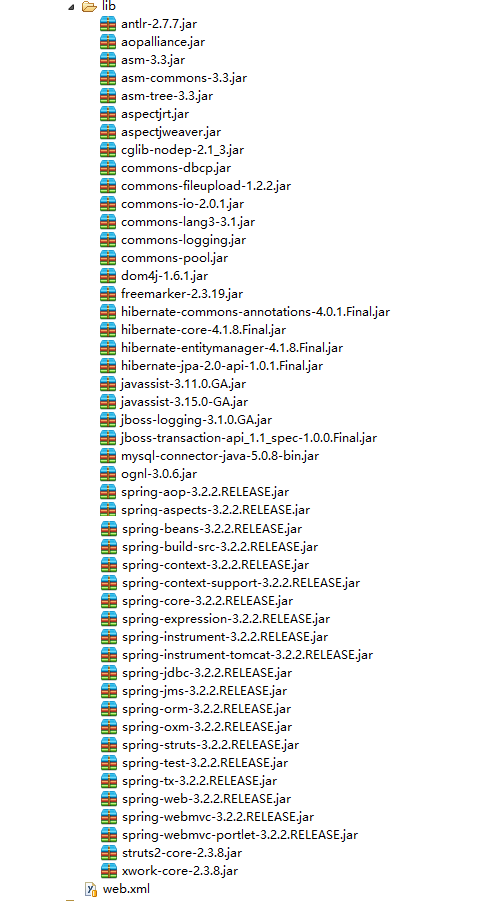 lib
antlr-2.7.7.jar
aopalliance.jar
asm-3.3.jar
asm-commons-3.3.jar
asm-tree-3.3.jar
aspectjrt.jar
aspectjweaver.jar
cglib-nodep-2.1_3.jar
commons-dbcp.jar
commons-fileupload-1.2.2.jar
commons-io-2.0.1.jar
commons-lang3-3.1.jar
commons-logging.jar
commons-pool.jar
dom4j-1.6.1.jar
freemarker-2.3.19.jar
hibernate-commons-annotations-4.0.1.Final.jar
hibernate-core-4.1.8.Final.jar
hibernate-entitymanager-4.1.8.Final.jar
hibernate-jpa-2.0-api-1.0.1.Final.jar
javassist-3.11.0.GA.jar
javassist-3.15.0-GA.jar
jboss-logging-3.1.0.GA.jar
jboss-transaction-api_1.1_spec-1.0.0.Final.jar
mysql-connector-java-5.0.8-bin.jar
ognl-3.0.6.jar
spring-aop-3.2.2.RELEASE.jar
spring-aspects-3.2.2.RELEASE.jar
spring-beans-3.2.2.RELEASE.jar
spring-build-src-3.2.2.RELEASE.jar
spring-context-3.2.2.RELEASE.jar
spring-context-support-3.2.2.RELEASE.jar
spring-core-3.2.2.RELEASE.jar
spring-expression-3.2.2.RELEASE.jar
spring-instrument-3.2.2.RELEASE.jar
spring-instrument-tomcat-3.2.2.RELEASE.jar
spring-jdbc-3.2.2.RELEASE.jar
spring-jms-3.2.2.RELEASE.jar
spring-orm-3.2.2.RELEASE.jar
spring-oxm-3.2.2.RELEASE.jar
spring-struts-3.2.2.RELEASE.jar
spring-test-3.2.2.RELEASE.jar
spring-tx-3.2.2.RELEASE.jar
spring-web-3.2.2.RELEASE.jar
spring-webmvc-3.2.2.RELEASE.jar
spring-webmvc-portlet-3.2.2.RELEASE.jar
struts2-core-2.3.8.jar
xwork-core-2.3.8.jar
web.xml